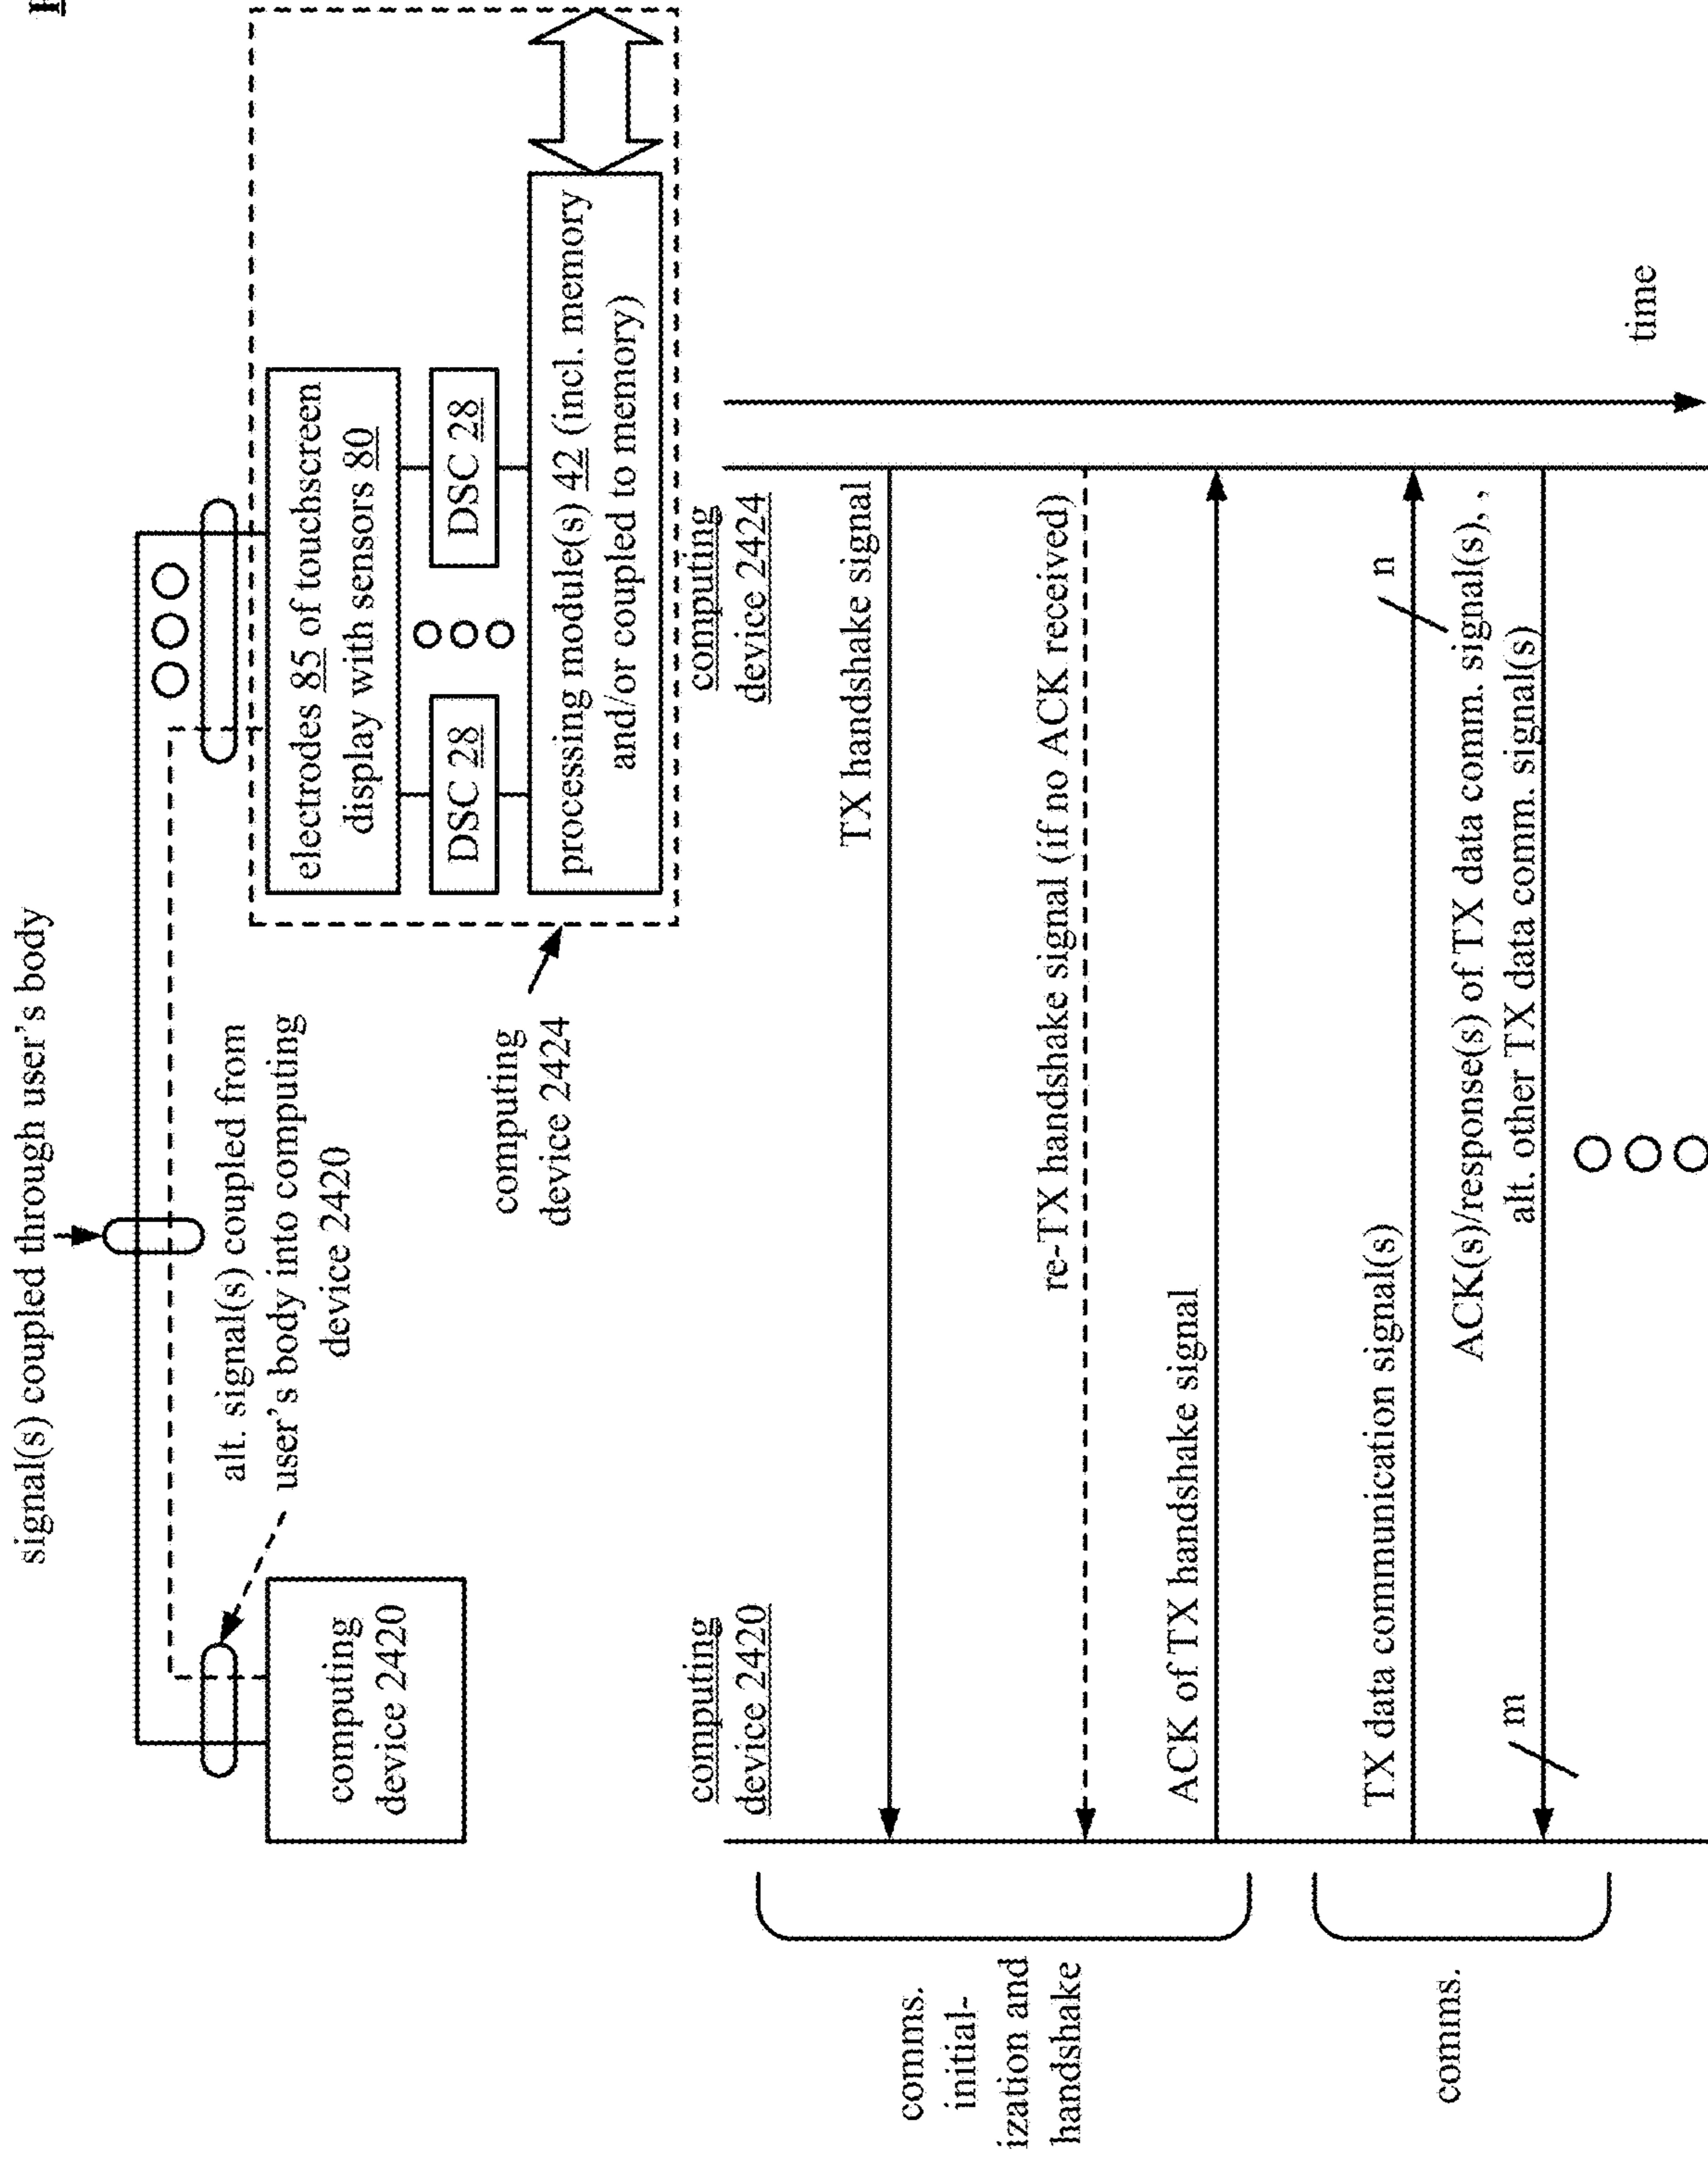 signal(s) coupled through user's body
alt. signal(s) coupled from
user's body into computing
device 2420
computing
device 2420
computing
device 2424
electrodes 85 of touchscreen
display with sensors 80
DSC 28
DSC 28
processing module(s) 42 (incl. memory
and/or coupled to memory)
computing
device 2420
computing
device 2424
TX handshake signal
re-TX handshake signal (if no ACK received)
ACK of TX handshake signal
comms.
initial-
ization and
handshake
TX data communication signal(s)
n
ACK(s)/response(s) of TX data comm. signal(s), ,
alt. other TX data comm. signal(s)
m
comms.
time